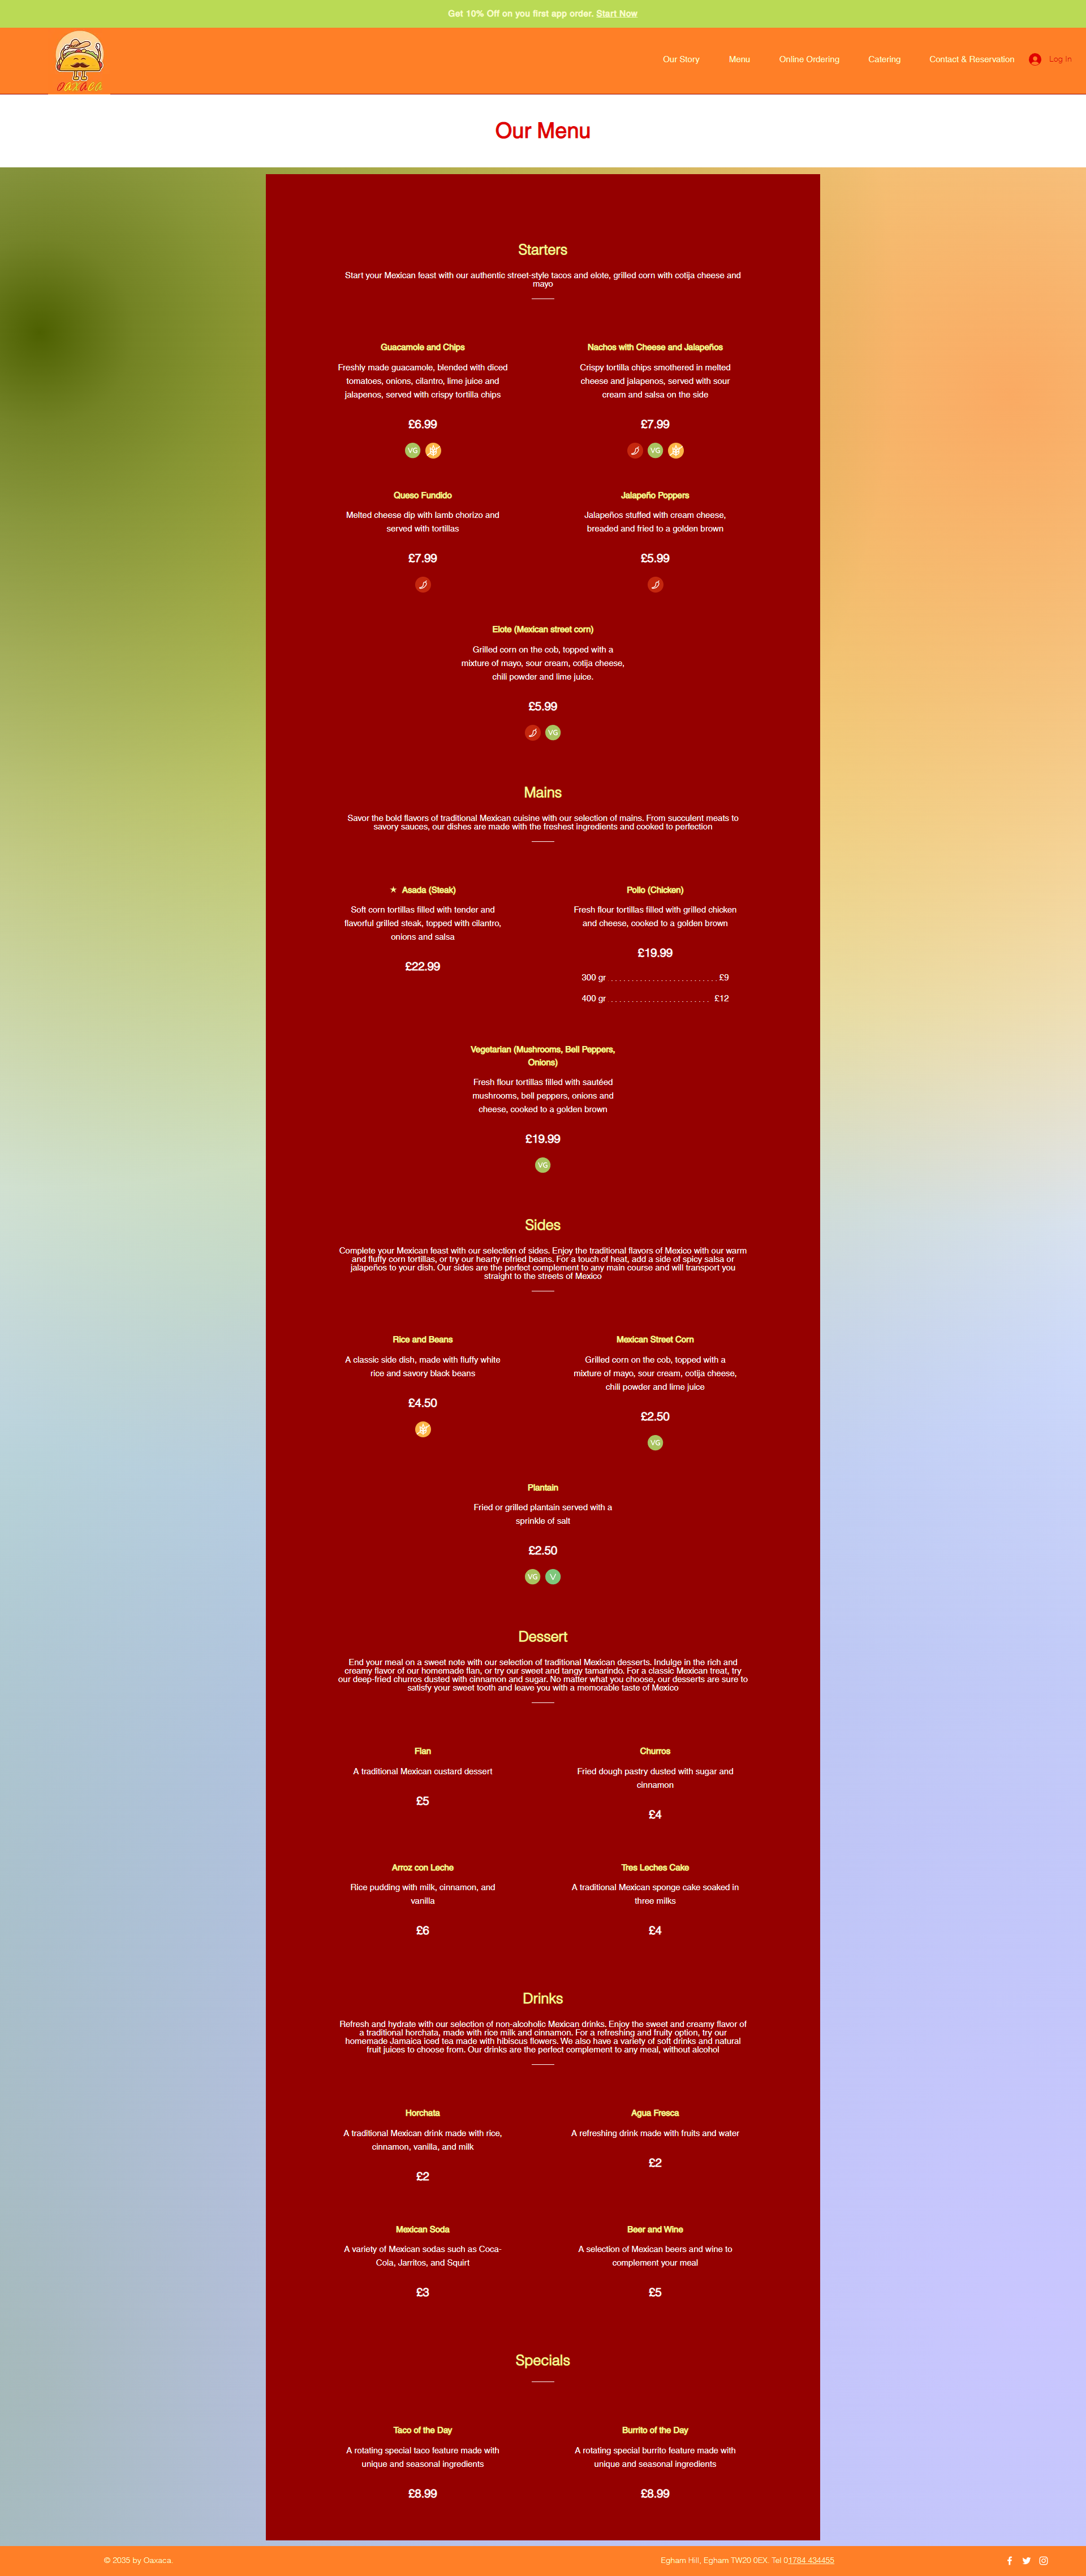 Get 10% Off on you first app order. Start Now
oaxaca
Our Story
Menu
Online Ordering
Catering
Contact & Reservation
Log In
Our Menu
Starters
Start your Mexican feast with our authentic street-style tacos and elote, grilled corn with cotija cheese and
mayo
Guacamole and Chips
Freshly made guacamole, blended with diced
tomatoes, onions, cilantro, lime juice and
jalapenos, served with crispy tortilla chips
£6.99
VG
Nachos with Cheese and Jalapeños
Crispy tortilla chips smothered in melted
cheese and jalapenos, served with sour
cream and salsa on the side
£7.99
VG
Queso Fundido
Melted cheese dip with lamb chorizo and
served with tortillas
£7.99
Jalapeño Poppers
Jalapeños stuffed with cream cheese,
breaded and fried to a golden brown
£5.99
Elote (Mexican street corn)
Grilled corn on the cob, topped with a
mixture of mayo, sour cream, cotija cheese,
chili powder and lime juice.
£5.99
VG
Mains
Savor the bold flavors of traditional Mexican cuisine with our selection of mains. From succulent meats to
savory sauces, our dishes are made with the freshest ingredients and cooked to perfection
★ Asada (Steak)
Soft corn tortillas filled with tender and
flavorful grilled steak, topped with cilantro,
onions and salsa
£22.99
Pollo (Chicken)
Fresh flour tortillas filled with grilled chicken
and cheese, cooked to a golden brown
£19.99
300 gr £9
400 gr £12
Vegetarian (Mushrooms, Bell Peppers,
Onions)
Fresh flour tortillas filled with sautéed
mushrooms, bell peppers, onions and
cheese, cooked to a golden brown
£19.99
VG
Sides
Complete your Mexican feast with our selection of sides. Enjoy the traditional flavors of Mexico with our warm
and fluffy corn tortillas, or try our hearty refried beans. For a touch of heat, add a side of spicy salsa or
jalapeños to your dish. Our sides are the perfect complement to any main course and will transport you
straight to the streets of Mexico
Rice and Beans
A classic side dish, made with fluffy white
rice and savory black beans
£4.50
Mexican Street Corn
Grilled corn on the cob, topped with a
mixture of mayo, sour cream, cotija cheese,
chili powder and lime juice
£2.50
VG
Plantain
Fried or grilled plantain served with a
sprinkle of salt
£2.50
VG V
Dessert
End your meal on a sweet note with our selection of traditional Mexican desserts. Indulge in the rich and
creamy flavor of our homemade flan, or try our sweet and tangy tamarindo. For a classic Mexican treat, try
our deep-fried churros dusted with cinnamon and sugar. No matter what you choose, our desserts are sure to
satisfy your sweet tooth and leave you with a memorable taste of Mexico
Flan
A traditional Mexican custard dessert
£5
Churros
Fried dough pastry dusted with sugar and
cinnamon
£4
Arroz con Leche
Rice pudding with milk, cinnamon, and
vanilla
£6
Tres Leches Cake
A traditional Mexican sponge cake soaked in
three milks
£4
Drinks
Refresh and hydrate with our selection of non-alcoholic Mexican drinks. Enjoy the sweet and creamy flavor of
a traditional horchata, made with rice milk and cinnamon. For a refreshing and fruity option, try our
homemade Jamaica iced tea made with hibiscus flowers. We also have a variety of soft drinks and natural
fruit juices to choose from. Our drinks are the perfect complement to any meal, without alcohol
Horchata
A traditional Mexican drink made with rice,
cinnamon, vanilla, and milk
£2
Agua Fresca
A refreshing drink made with fruits and water
£2
Mexican Soda
A variety of Mexican sodas such as Coca-
Cola, Jarritos, and Squirt
£3
Beer and Wine
A selection of Mexican beers and wine to
complement your meal
£5
Specials
Taco of the Day
A rotating special taco feature made with
unique and seasonal ingredients
£8.99
Burrito of the Day
A rotating special burrito feature made with
unique and seasonal ingredients
£8.99
© 2035 by Oaxaca.
Egham Hill, Egham TW20 0EX. Tel 01784 434455